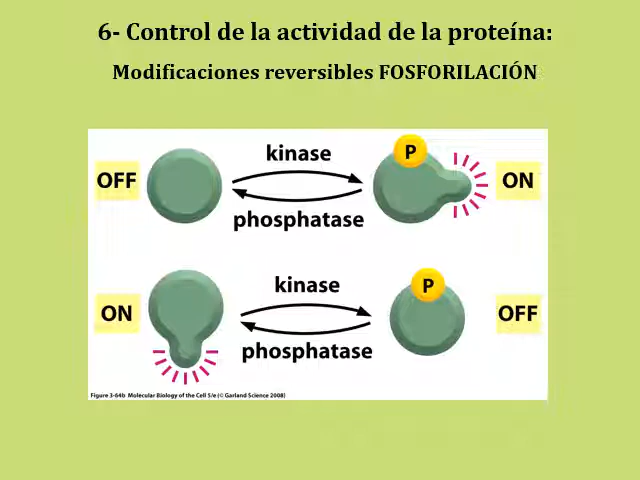 6- Control de la actividad de la proteína:
Modificaciones reversibles FOSFORILACIÓN
kinase
P
OFF
ON
phosphatase
kinase
P
ON
OFF
phosphatase
Figure 3-64b Molecular Biology of the Cell 5/e (© Garland Science 2008)